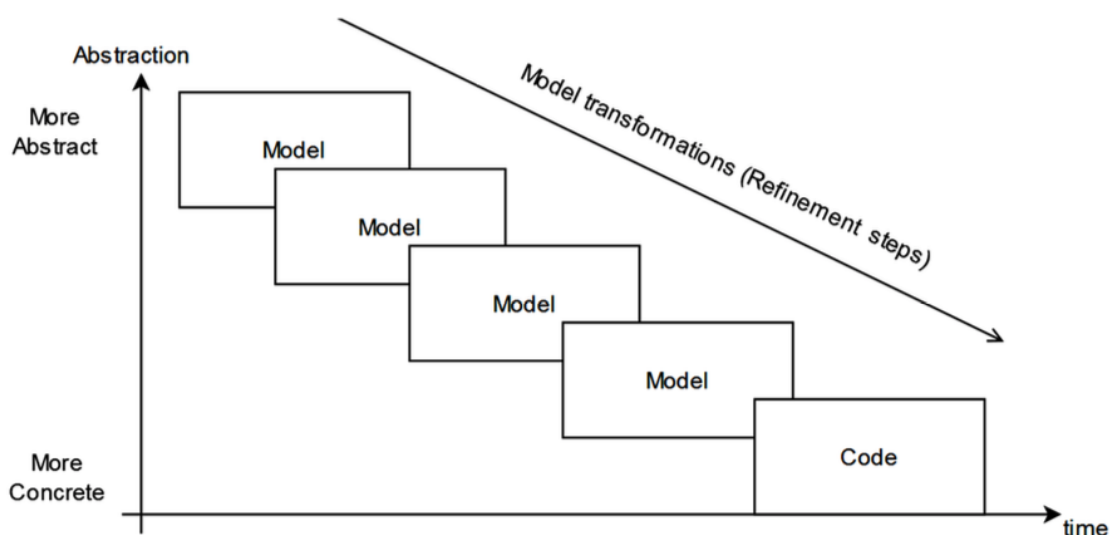 Abstraction
More
Abstract
Model transformations (Refinement steps)
Model
Model
Model
Model
Code
More
Concrete
time